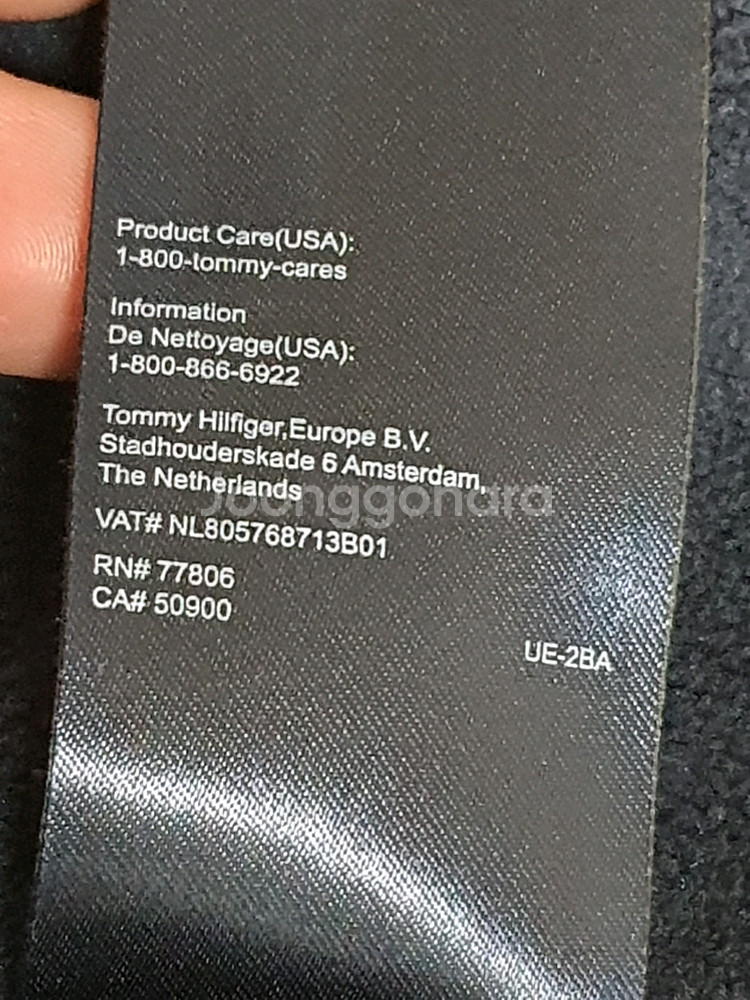 Product Care(USA):
1-800-tommy-cares
Information
De Nettoyage(USA):
1-800-866-6922
Tommy Hilfiger,Europe B.V.
Stadhouderskade 6 Amsterdam,
The Netherlands
Joonggonara
VAT# NL805768713B01
RN# 77806
CA# 50900
UE-2BA